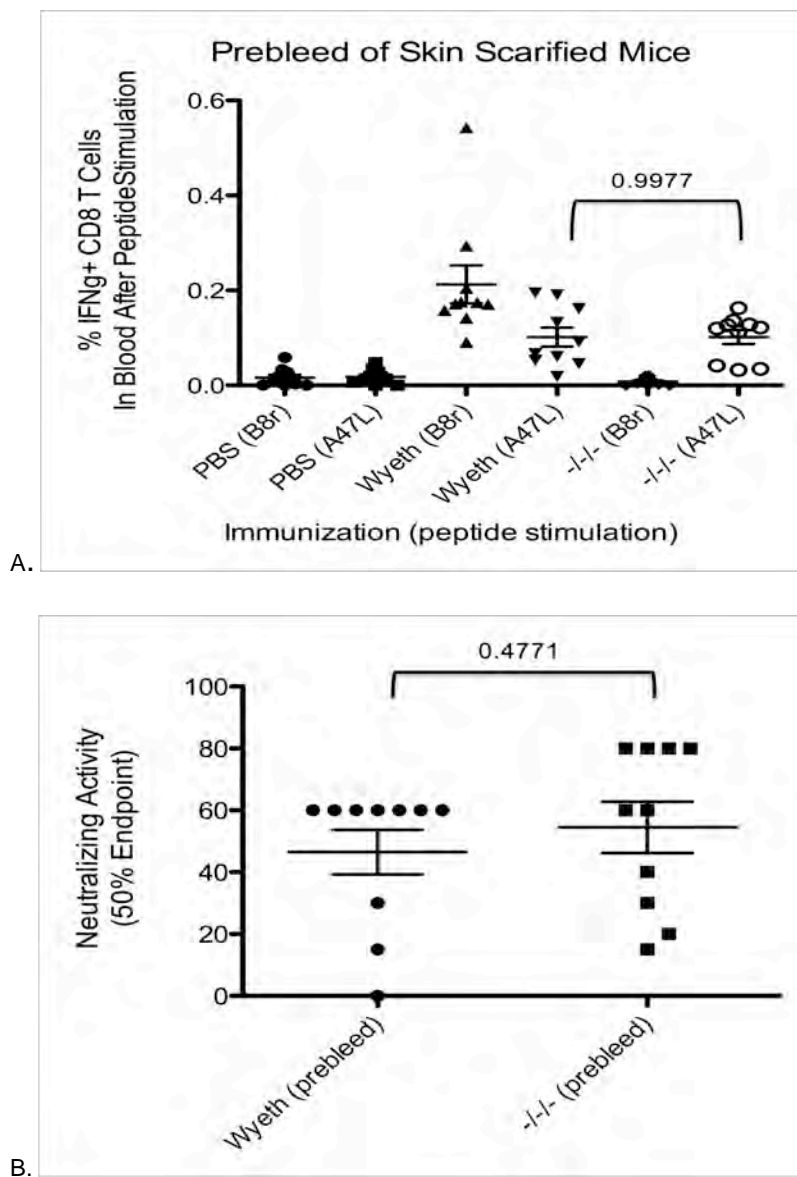 Prebleed of Skin Scarified Mice
% IFNg+ CD8 T Cells
In Blood After PeptideStimulation
0.6
0.4
0.2
0.0
0.9977
PBS (B8r)
PBS (A47L)
Wyeth (B8r)
Wyeth (A47L)
-/-/- (B8r)
-/-/- (A47L)
Immunization (peptide stimulation)
A.
0.4771
Neutralizing Activity
(50% Endpoint)
100
80
60
40
20
0
Wyeth (prebleed)
-/-/- (prebleed)
B.